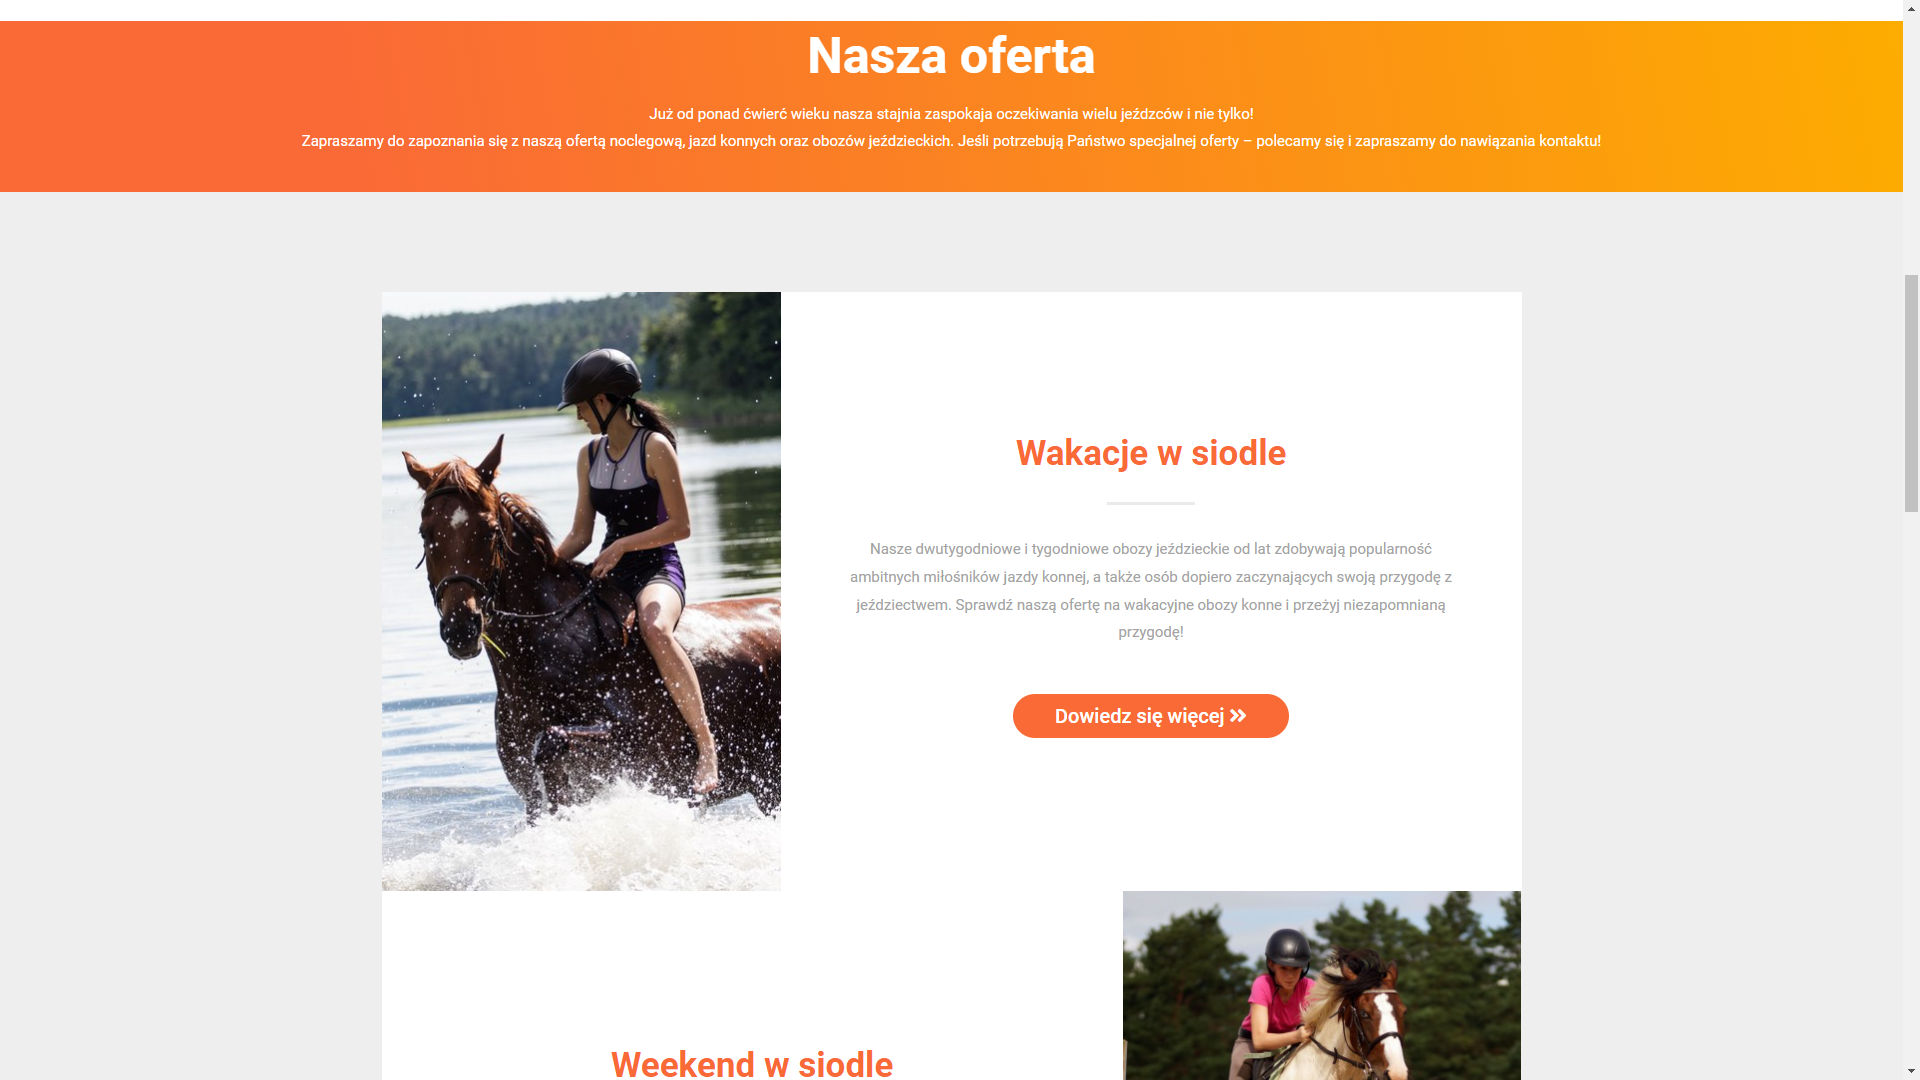 Nasza oferta
Już od ponad ćwierć wieku nasza stajnia zaspokaja oczekiwania wielu jeźdzców i nie tylko!
Zapraszamy do zapoznania się z naszą ofertą noclegową, jazd konnych oraz obozów jeździeckich. Jeśli potrzebują Państwo specjalnej oferty – polecamy się i zapraszamy do nawiązania kontaktu!
Wakacje w siodle
Nasze dwutygodniowe i tygodniowe obozy jeździeckie od lat zdobywają popularność
ambitnych miłośników jazdy konnej, a także osób dopiero zaczynających swoją przygodę z
jeździectwem. Sprawdź naszą ofertę na wakacyjne obozy konne i przeżyj niezapomnianą
przygodę!
Dowiedz się więcej
Weekend w siodle